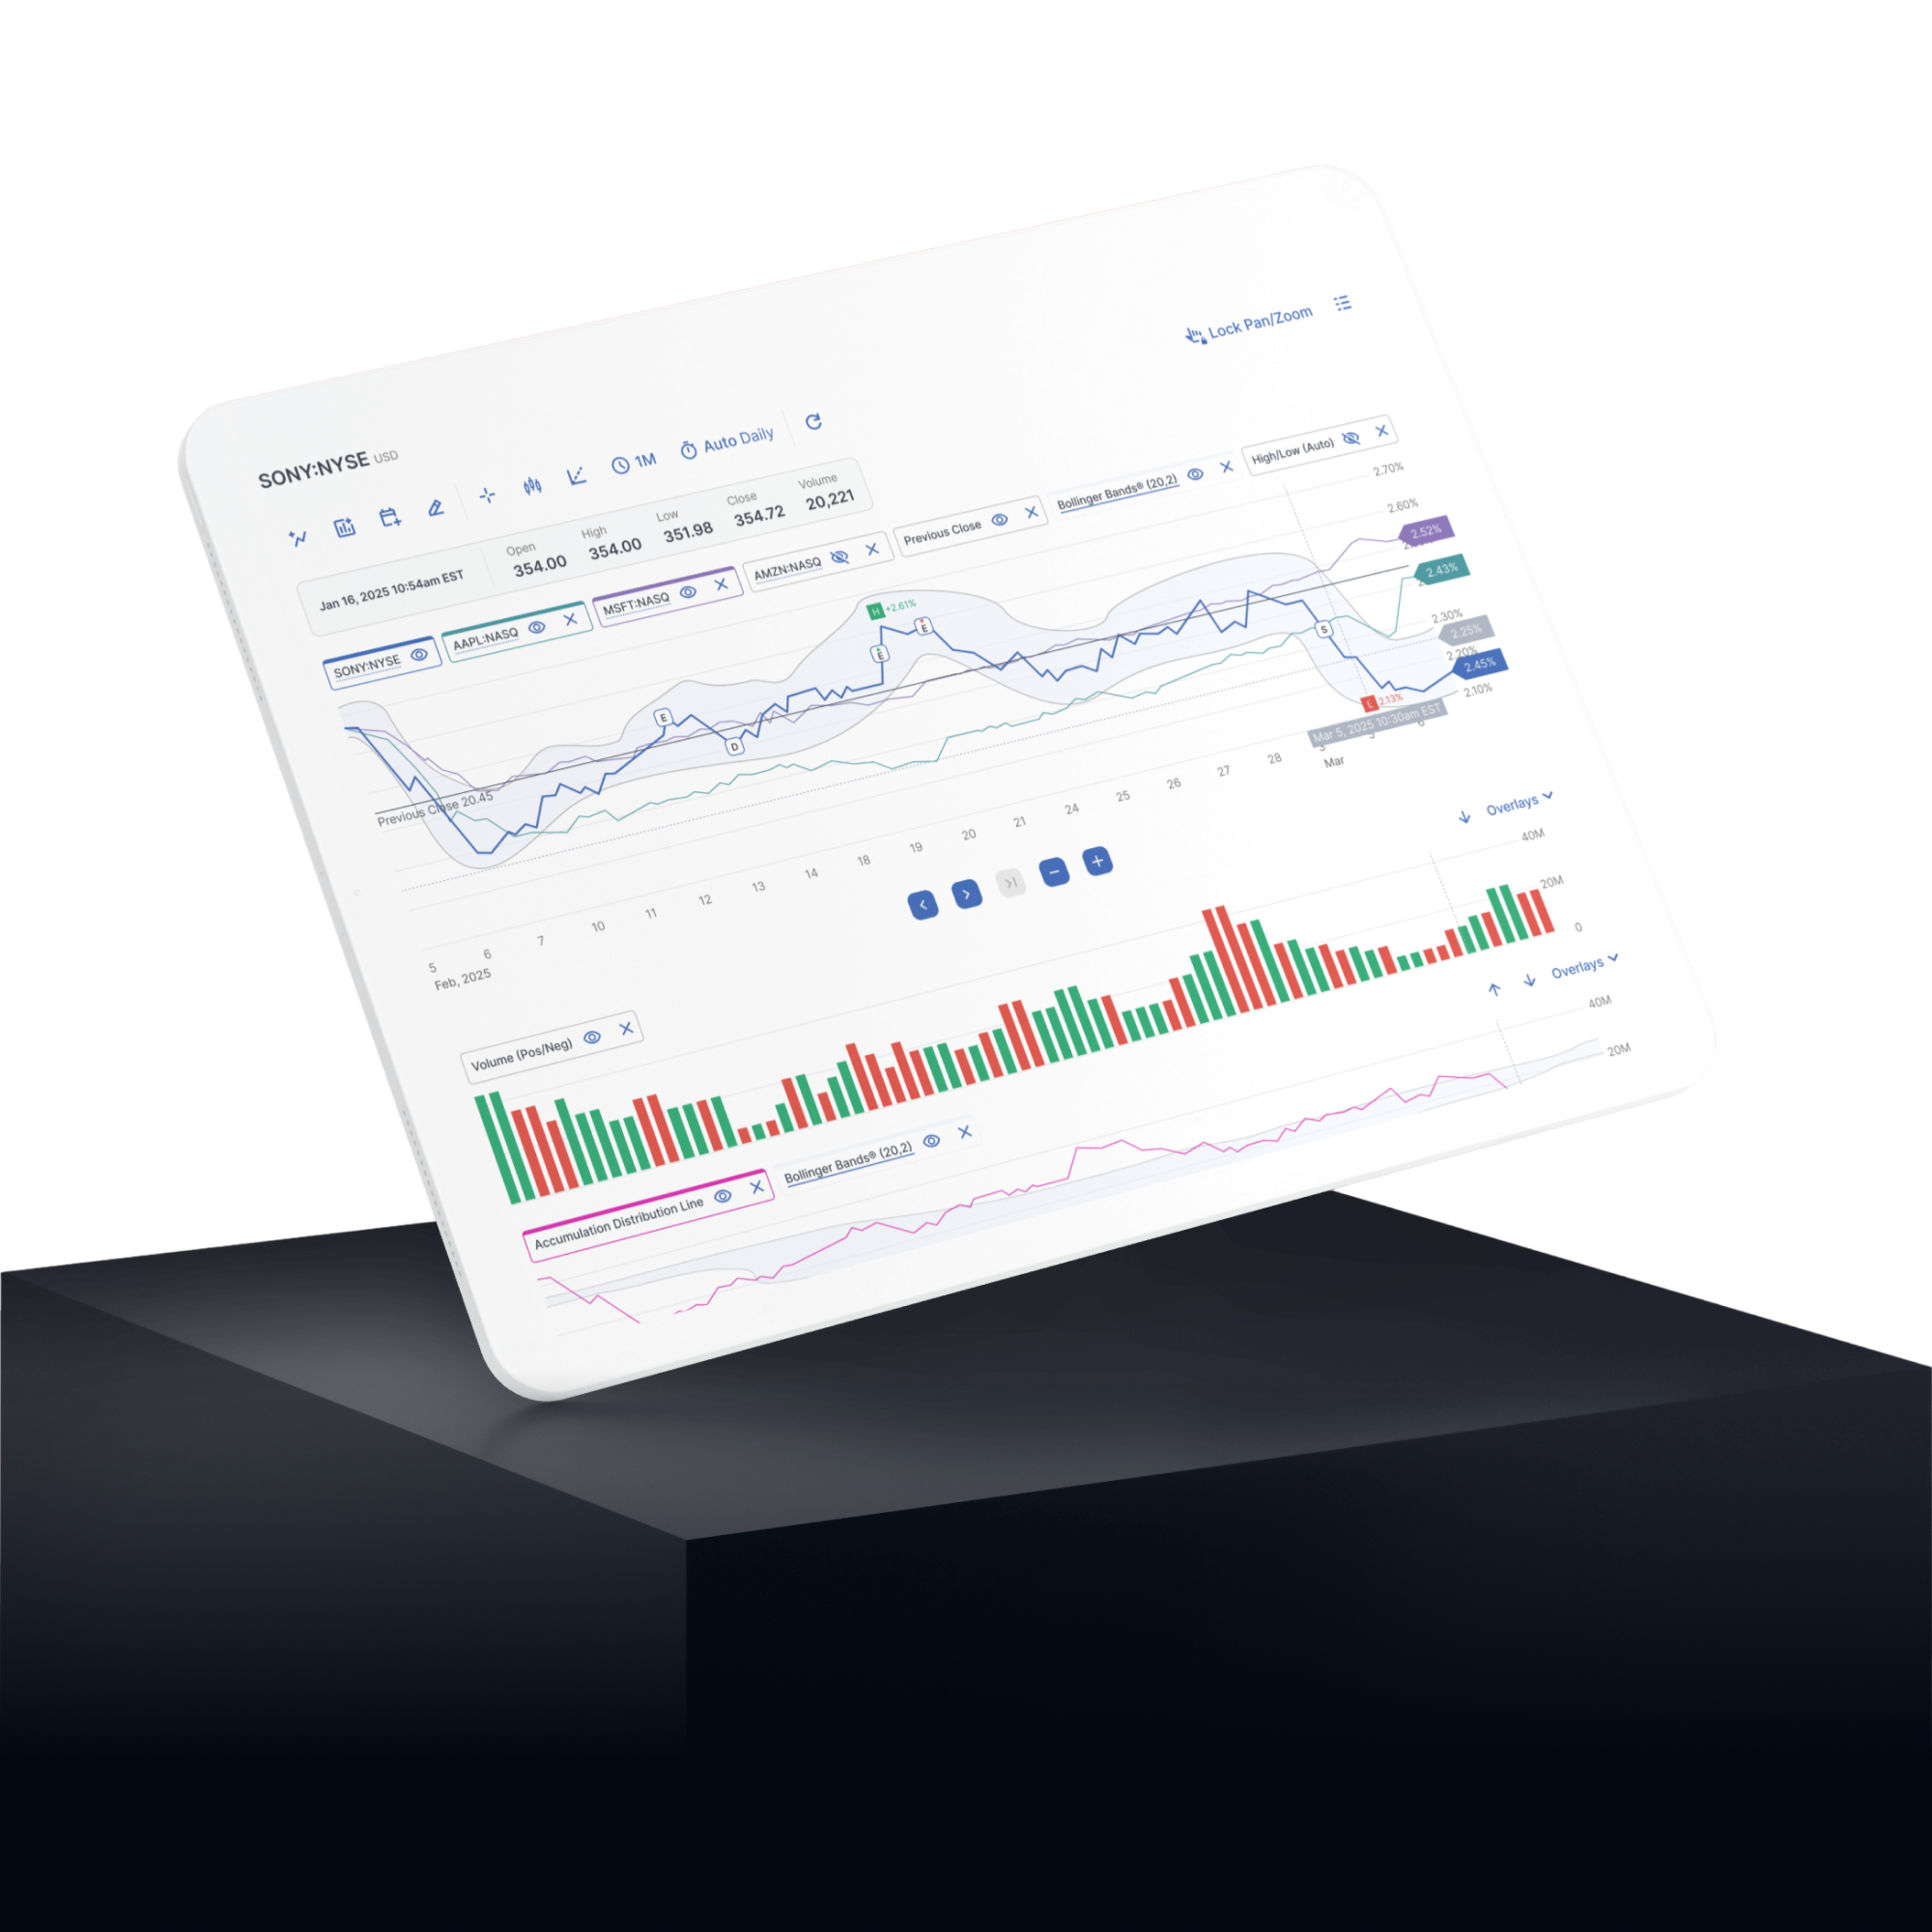 SONY:NYSE USD
Lock Pan/Zoom
1M
Auto Daily
Jan 16, 2025 10:54am EST
Open
354.00
High
354.00
Low
351.98
Close
354.72
Volume
20,221
SONY:NYSE
AAPL:NASQ
MSFT:NASQ
AMZN:NASQ
Previous Close
Bollinger Bands® (20,2)
High/Low (Auto)
2.70%
2.60%
2.52%
2.43%
2.30%
2.25%
2.20%
2.45%
2.10%
H +2.61%
E
E
E
D
S
L 2.13%
Previous Close 20.45
Mar 5, 2025 10:30am EST
5 6 7 10 11 12 13 14 18 19 20 21 24 25 26 27 28
Feb, 2025
Mar
Overlays
Volume (Pos/Neg)
40M
20M
0
Overlays
Accumulation Distribution Line
Bollinger Bands® (20,2)
40M
20M